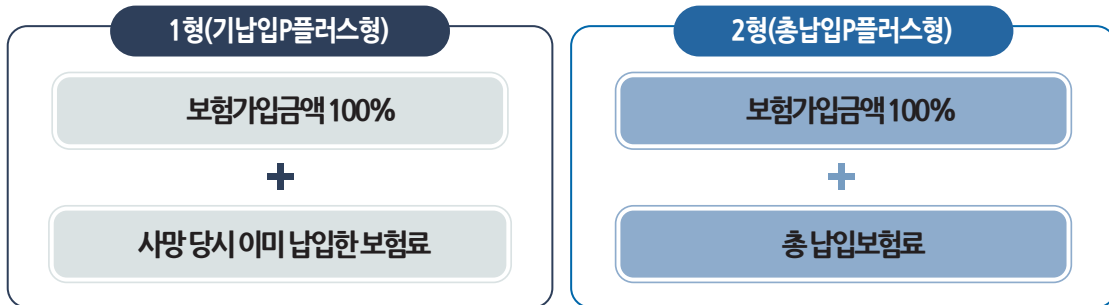 1형(기납입P플러스형)
보험가입금액 100%
+
사망 당시 이미 납입한 보험료
2형(총납입P플러스형)
보험가입금액 100%
+
총 납입보험료